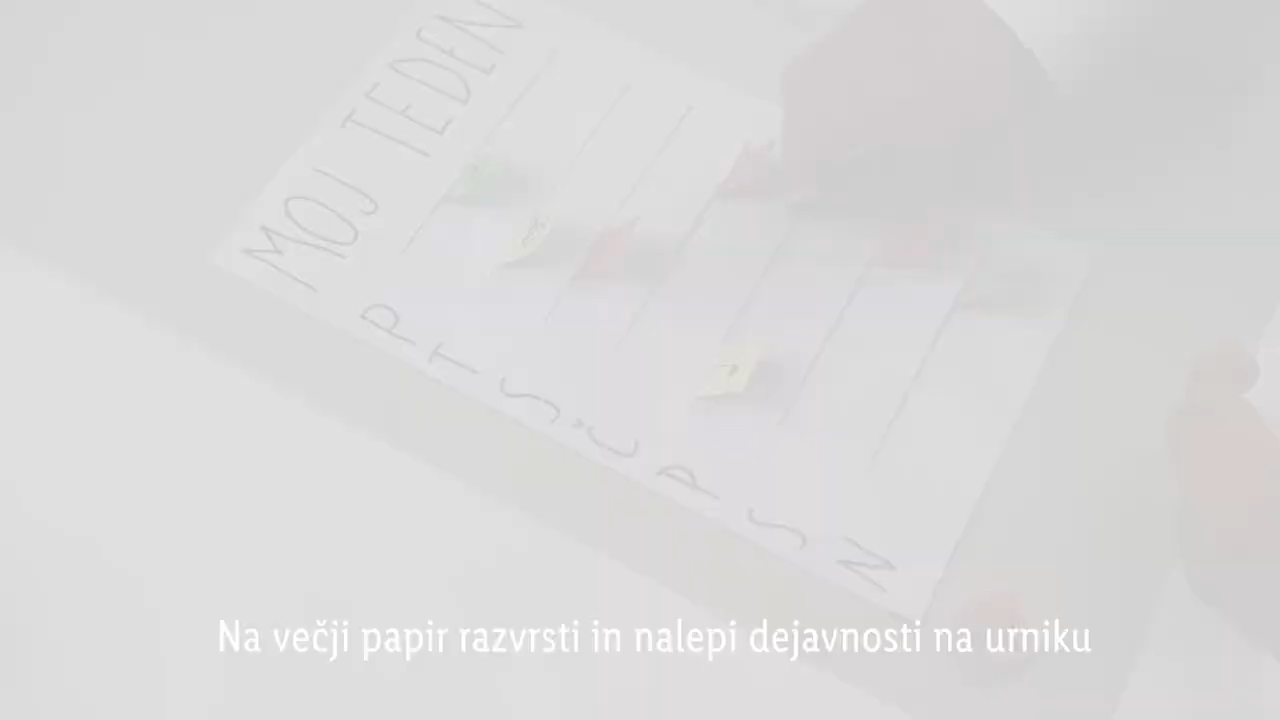 MOJ TEDEN
P T S Č P S N
Na večji papir razvrsti in nalepi dejavnosti na urniku